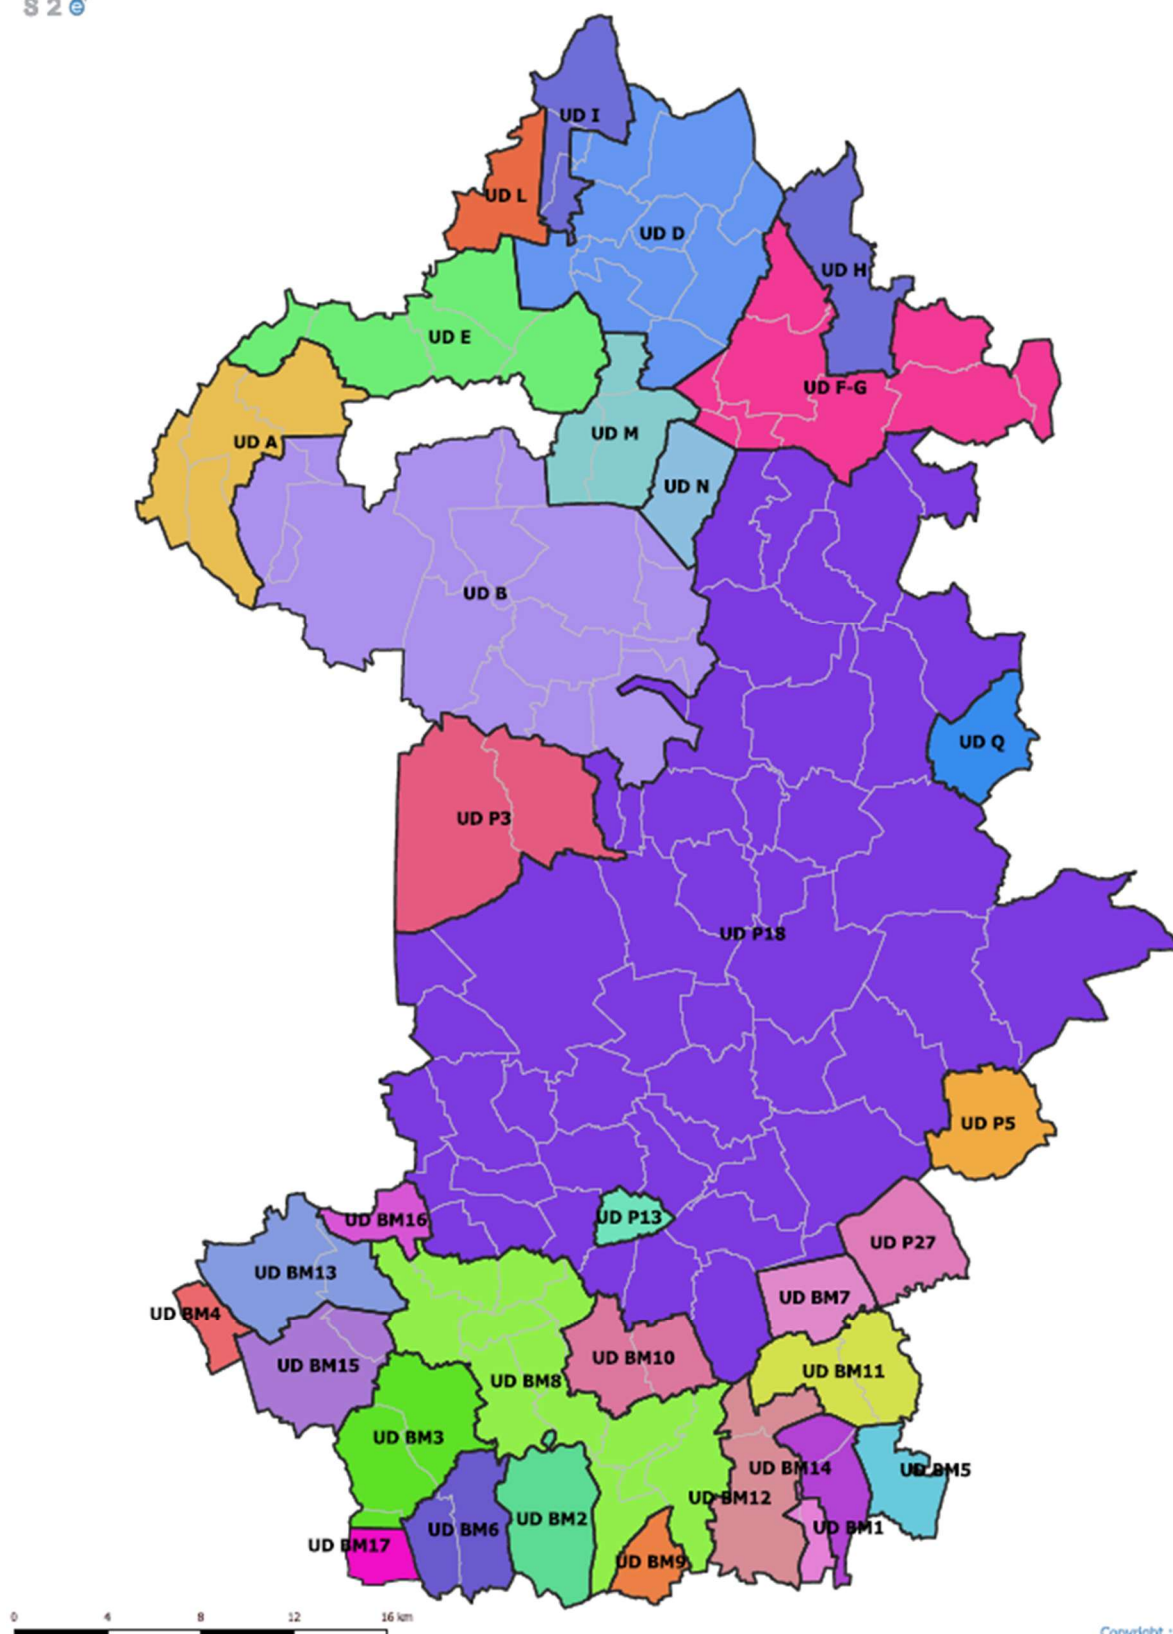 S 2 e
UD I
UD L
UD D
UD H
UD E
UD F-G
UD M
UD A
UD N
UD B
UD Q
UD P3
UD P18
UD P5
UD P13
UD BM16
UD P27
UD BM13
UD BM7
UD BM4
UD BM10
UD BM15
UD BM11
UD BM8
UD BM3
UD BM14
UD BM5
UD BM12
UD BM2
UD BM6
UD BM1
UD BM17
UD BM9
0 4 8 12 16 km
Copyright :